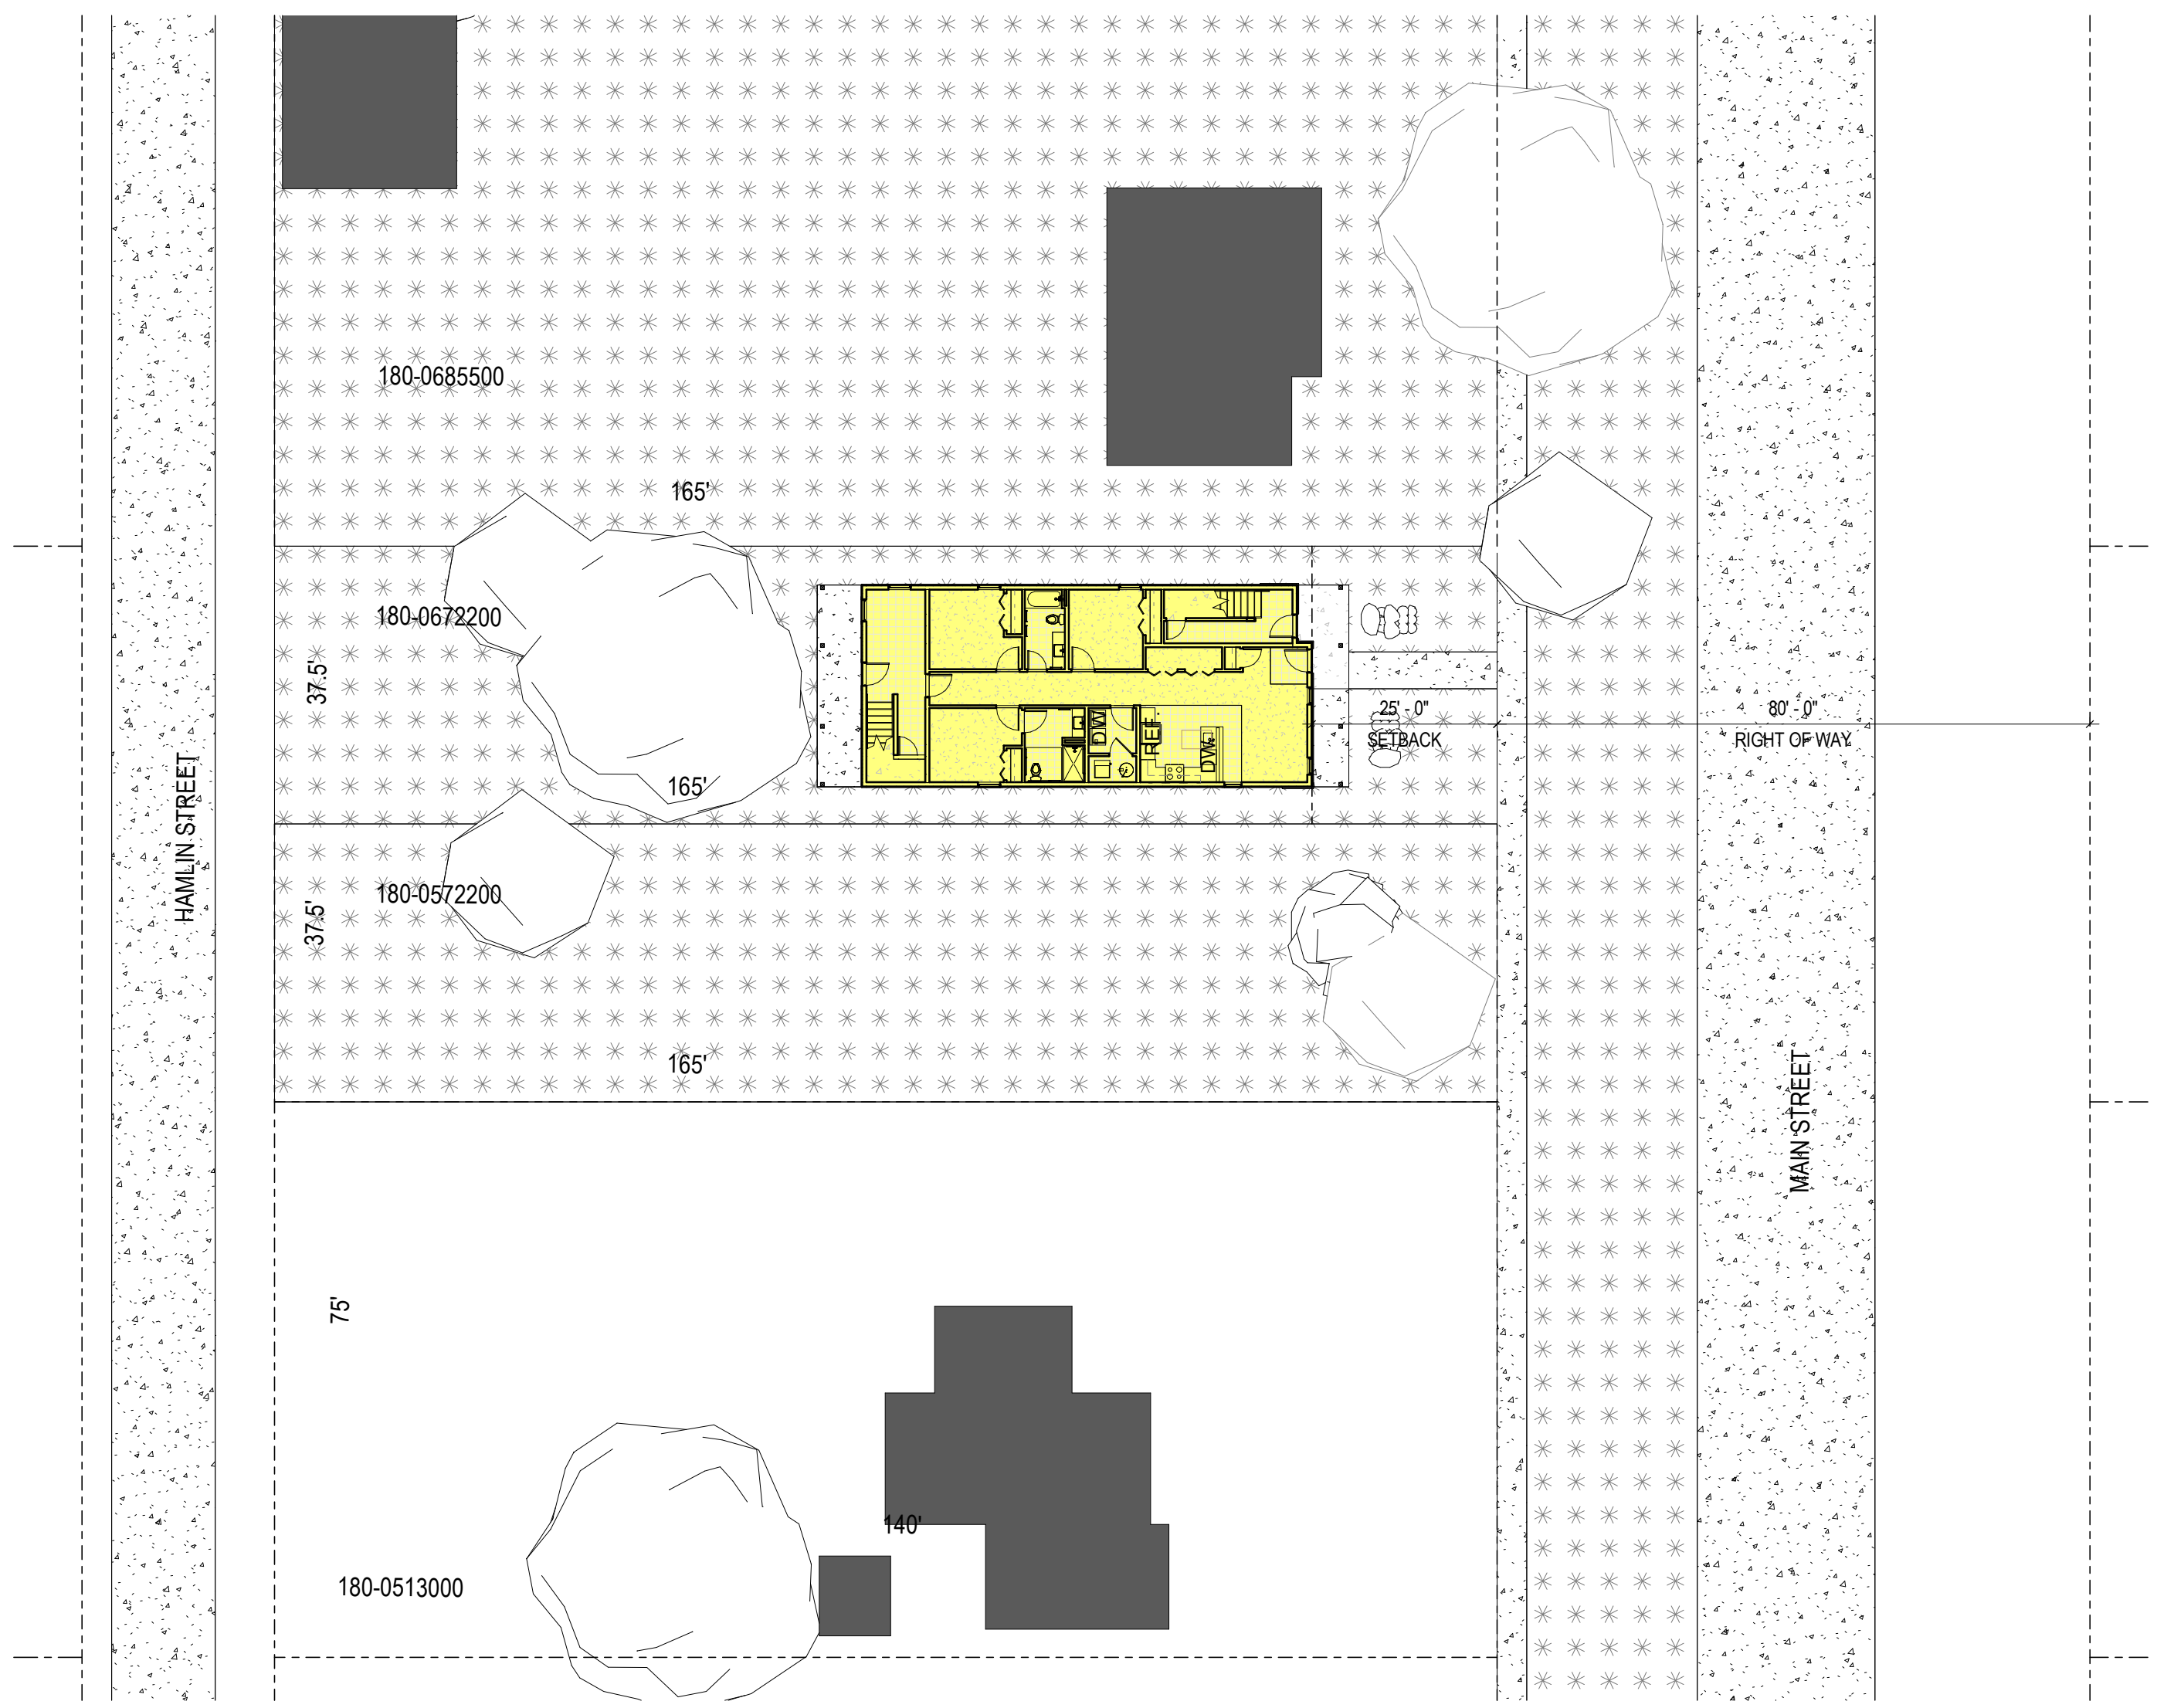 180-0685500
165'
180-0672200
37.5'
165'
25' - 0"
SETBACK
80' - 0"
RIGHT OF WAY
REF.
DW.
W
D
HAMLIN STREET
180-0572200
37.5'
165'
MAIN STREET
75'
140'
180-0513000